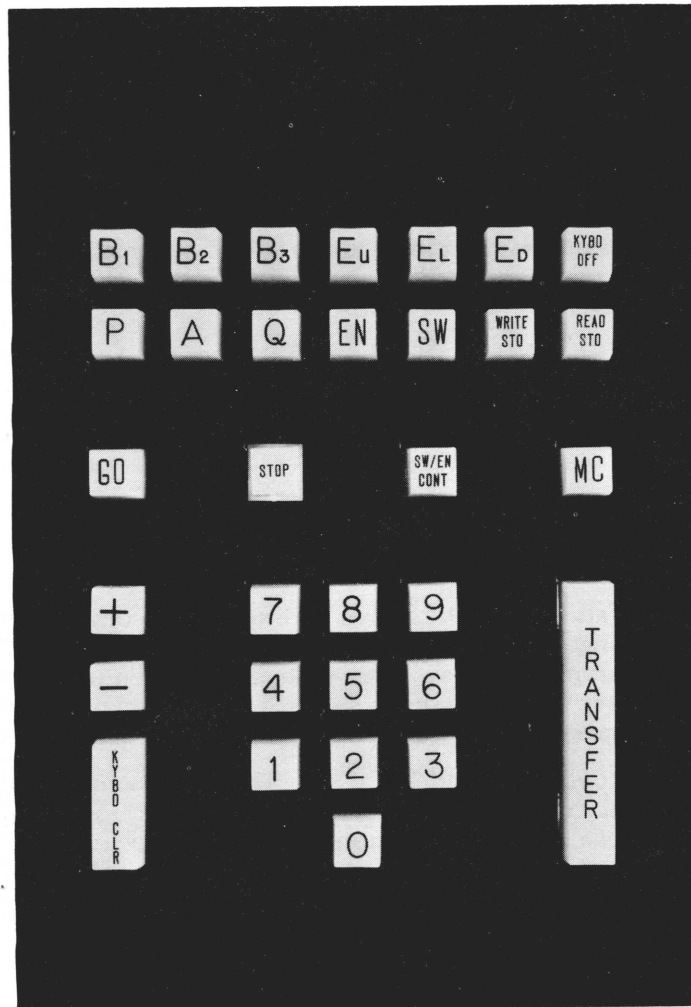 B1 B2 B3 EU EL ED KYBD OFF
P A Q EN SW WRITE STO READ STO
GO STOP SW/EN CONT MC
+ 7 8 9
- 4 5 6
KYBD CLR 1 2 3
0
TRANSFER